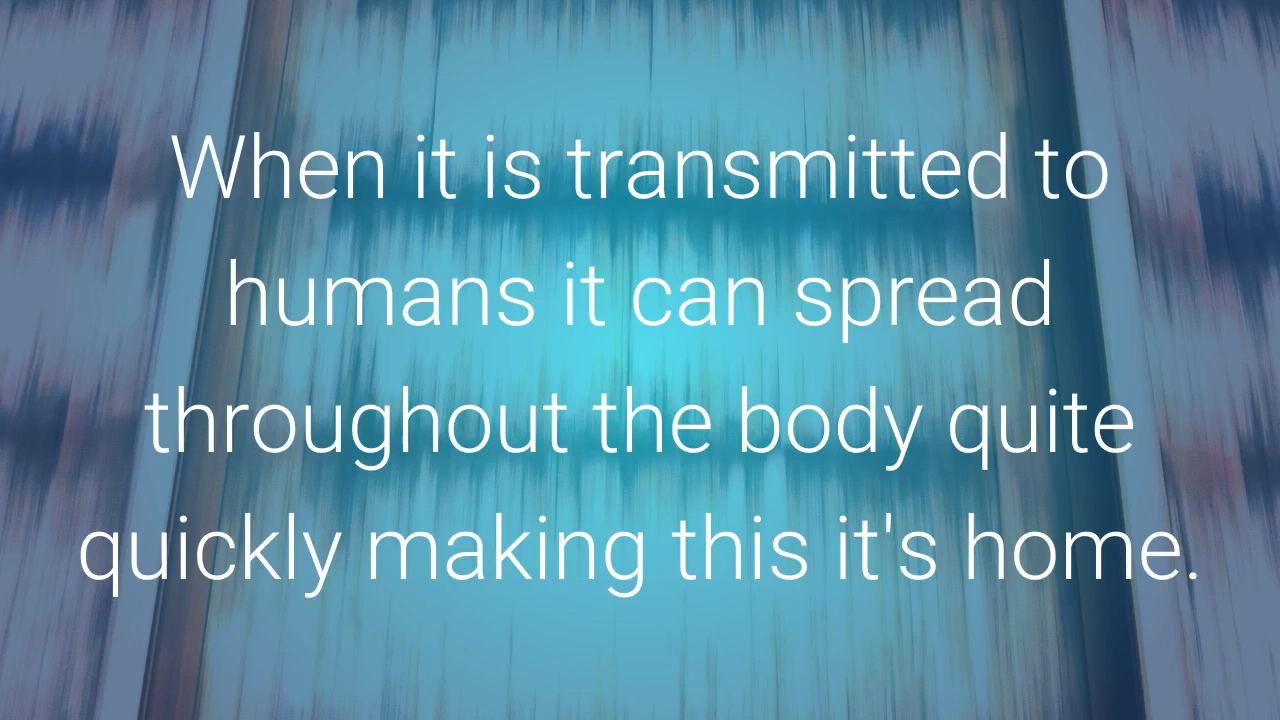 When it is transmitted to
humans it can spread
throughout the body quite
quickly making this it's home.